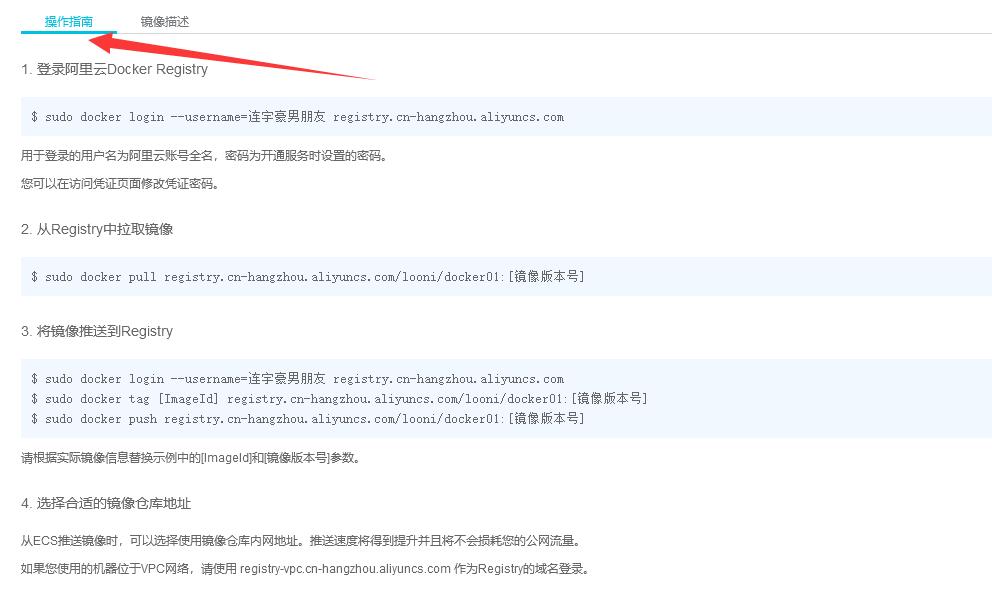 操作指南 镜像描述
1. 登录阿里云Docker Registry
$ sudo docker login --username=连宇豪男朋友 registry.cn-hangzhou.aliyuncs.com
用于登录的用户名为阿里云账号全名，密码为开通服务时设置的密码。
您可以在访问凭证页面修改凭证密码。
2. 从Registry中拉取镜像
$ sudo docker pull registry.cn-hangzhou.aliyuncs.com/looni/docker01:[镜像版本号]
3. 将镜像推送到Registry
$ sudo docker login --username=连宇豪男朋友 registry.cn-hangzhou.aliyuncs.com
$ sudo docker tag [ImageId] registry.cn-hangzhou.aliyuncs.com/looni/docker01:[镜像版本号]
$ sudo docker push registry.cn-hangzhou.aliyuncs.com/looni/docker01:[镜像版本号]
请根据实际镜像信息替换示例中的[ImageId]和[镜像版本号]参数。
4. 选择合适的镜像仓库地址
从ECS推送镜像时，可以选择使用镜像仓库内网地址。推送速度将得到提升并且将不会损耗您的公网流量。
如果您使用的机器位于VPC网络，请使用 registry-vpc.cn-hangzhou.aliyuncs.com 作为Registry的域名登录。